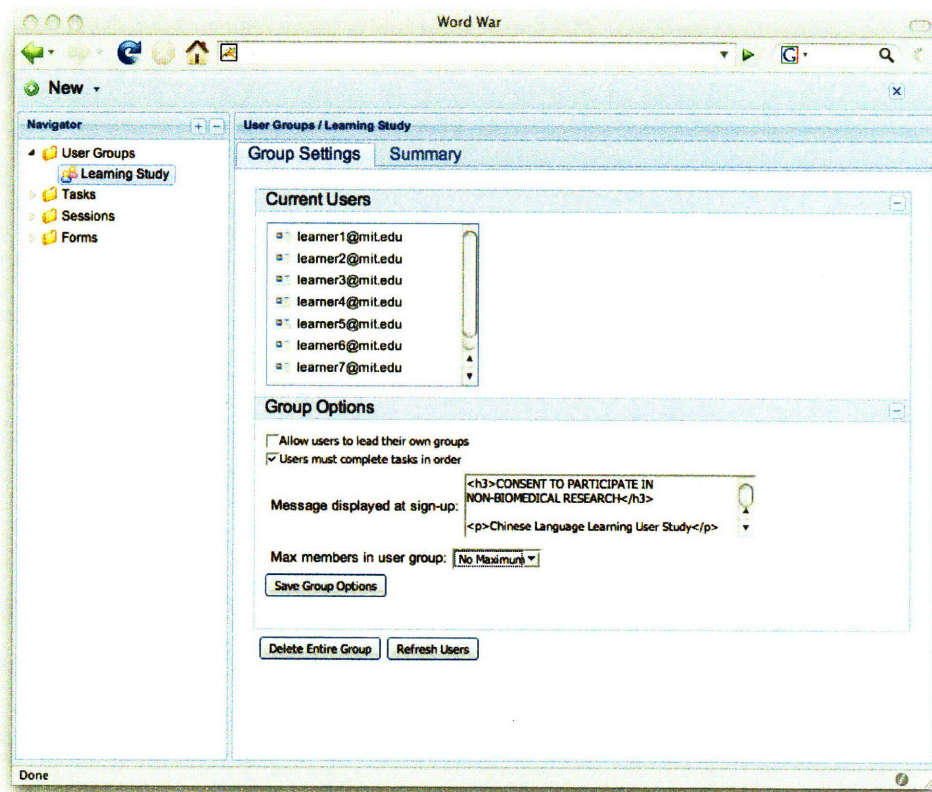 Word War
G
New
Navigator
User Groups
Learning Study
Tasks
Sessions
Forms
User Groups / Learning Study
Group Settings Summary
Current Users
learner1@mit.edu
learner2@mit.edu
learner3@mit.edu
learner4@mit.edu
learner5@mit.edu
learner6@mit.edu
learner7@mit.edu
Group Options
Allow users to lead their own groups
Users must complete tasks in order
Message displayed at sign-up:
<h3>CONSENT TO PARTICIPATE IN
NON-BIOMEDICAL RESEARCH</h3>
<p>Chinese Language Learning User Study</p>
Max members in user group: No Maximum
Save Group Options
Delete Entire Group Refresh Users
Done